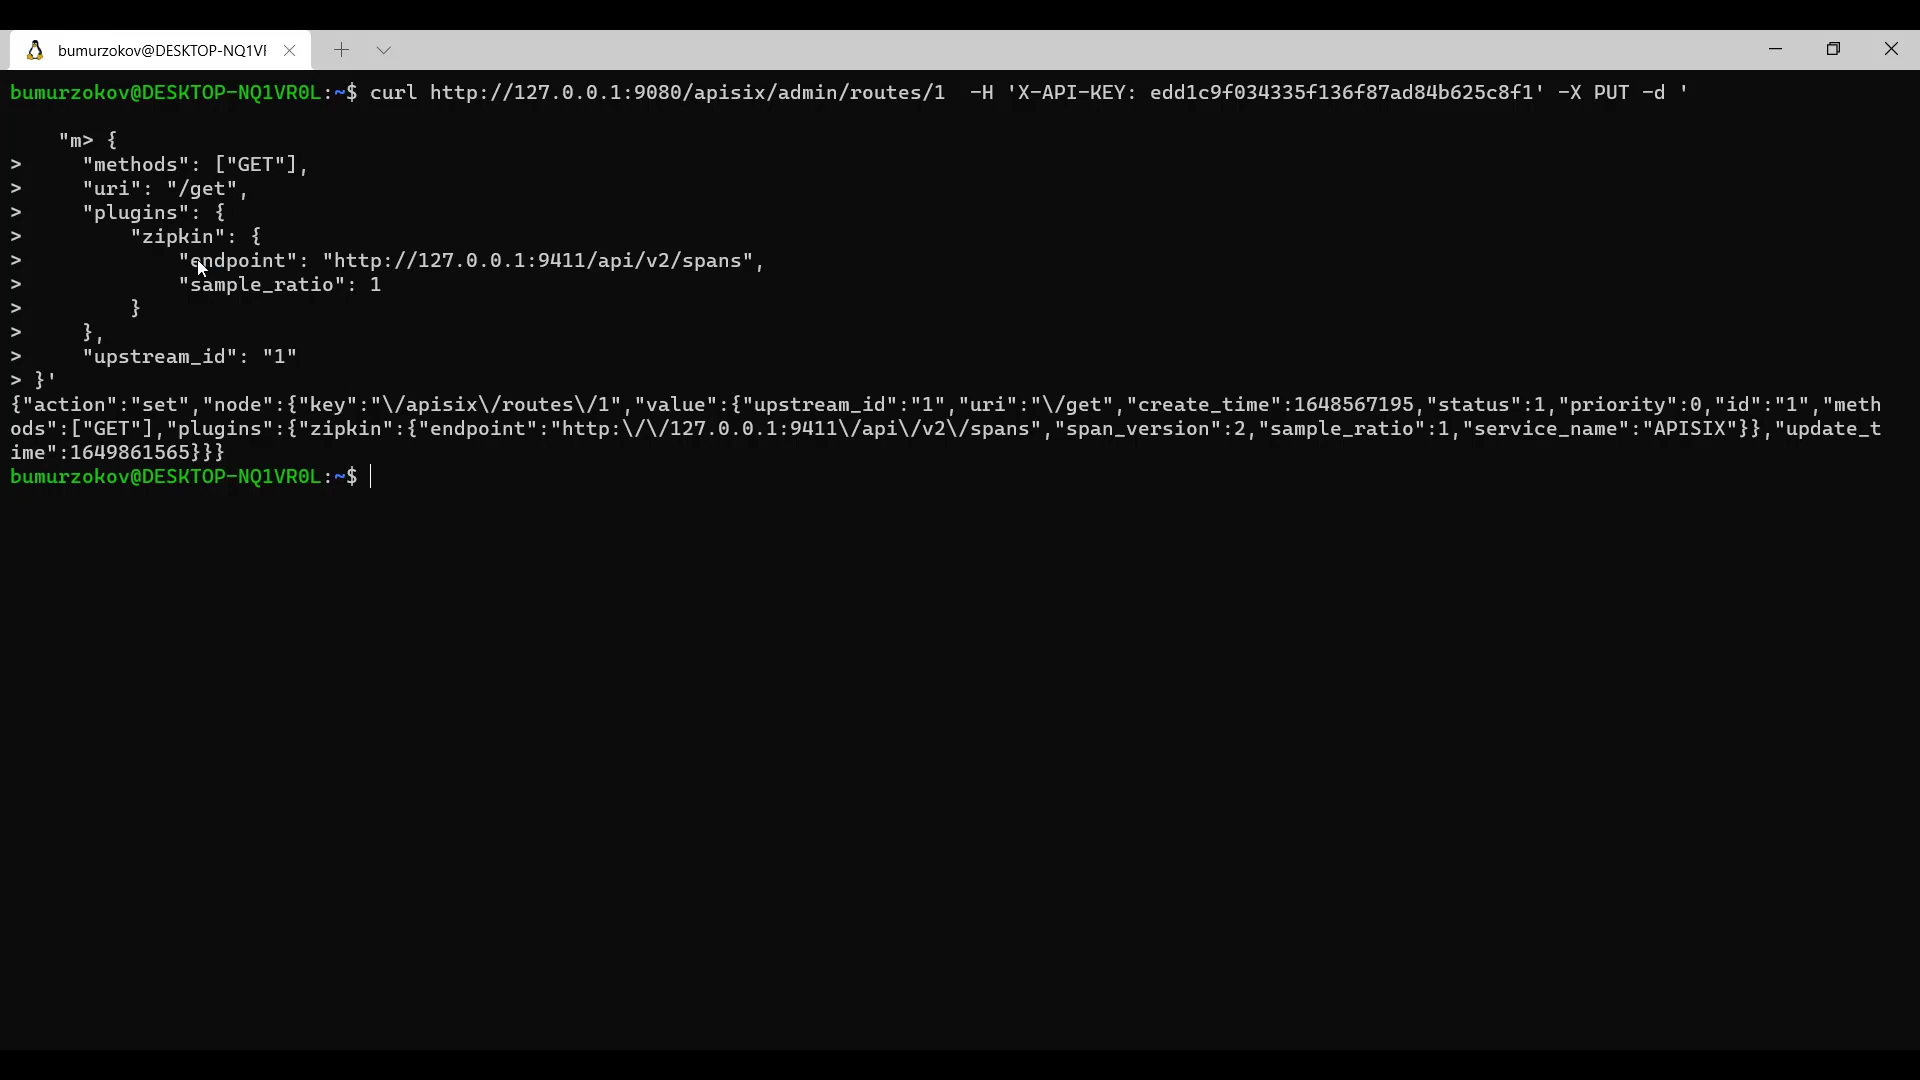 bumurzokov@DESKTOP-NQ1VF
bumurzokov@DESKTOP-NQ1VR0L:~$ curl http://127.0.0.1:9080/apisix/admin/routes/1  -H 'X-API-KEY: edd1c9f034335f136f87ad84b625c8f1' -X PUT -d '
    "m> {
>     "methods": ["GET"],
>     "uri": "/get",
>     "plugins": {
>         "zipkin": {
>             "endpoint": "http://127.0.0.1:9411/api/v2/spans",
>             "sample_ratio": 1
>         }
>     },
>     "upstream_id": "1"
> }'
{"action":"set","node":{"key":"\/apisix\/routes\/1","value":{"upstream_id":"1","uri":"\/get","create_time":1648567195,"status":1,"priority":0,"id":"1","meth
ods":["GET"],"plugins":{"zipkin":{"endpoint":"http:\/\/127.0.0.1:9411\/api\/v2\/spans","span_version":2,"sample_ratio":1,"service_name":"APISIX"}},"update_t
ime":1649861565}}}
bumurzokov@DESKTOP-NQ1VR0L:~$